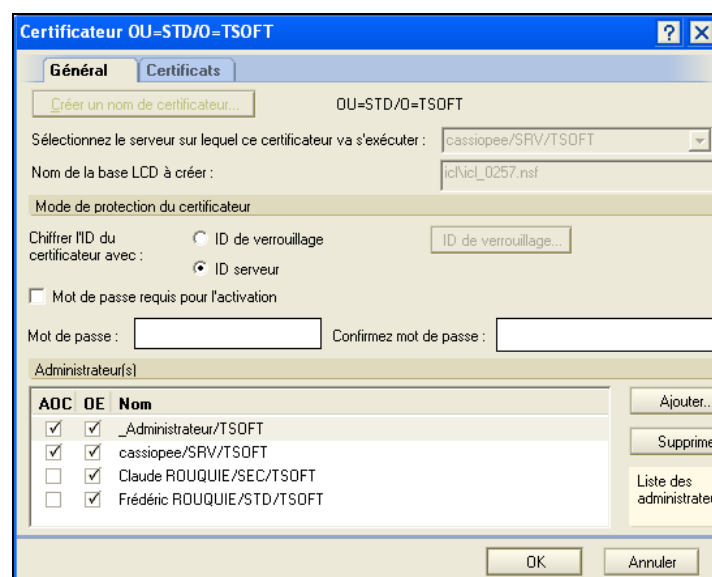 Certificateur OU=STD/O=TSOFT
Général Certificats
Créer un nom de certificateur... OU=STD/O=TSOFT
Sélectionnez le serveur sur lequel ce certificateur va s'exécuter : cassiopee/SRV/TSOFT
Nom de la base LCD à créer : icl\icl_0257.nsf
Mode de protection du certificateur
Chiffrer l'ID du
certificateur avec :
ID de verrouillage ID de verrouillage...
ID serveur
Mot de passe requis pour l'activation
Mot de passe : Confirmez mot de passe :
Administrateur(s)
AOC OE Nom
_Administrateur/TSOFT
cassiopee/SRV/TSOFT
Claude ROUQUIE/SEC/TSOFT
Frédéric ROUQUIE/STD/TSOFT
Ajouter..
Supprime
Liste des
administrateu
OK Annuler